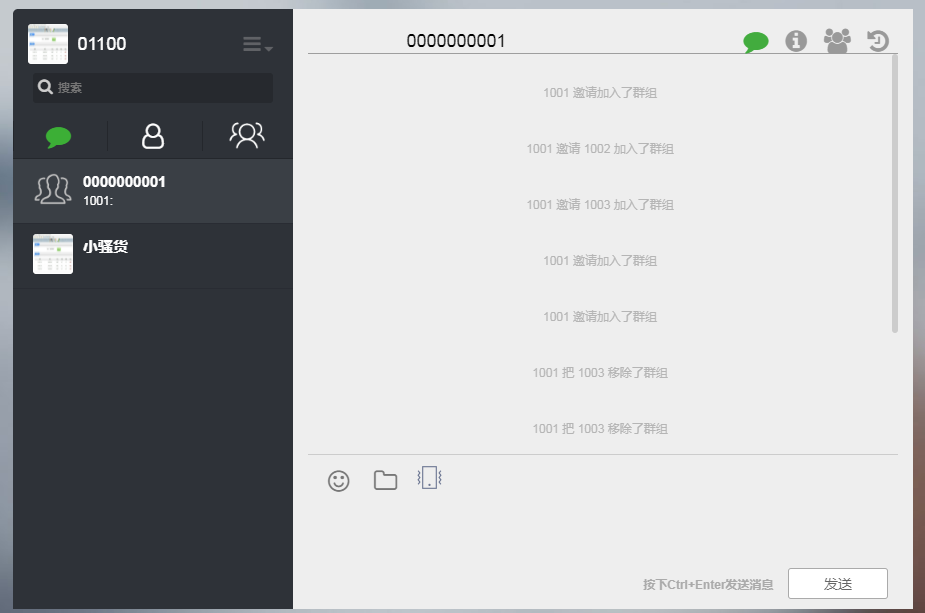 01100
搜索
0000000001
1001:
小骚货
0000000001
1001 邀请加入了群组
1001 邀请 1002 加入了群组
1001 邀请 1003 加入了群组
1001 邀请加入了群组
1001 邀请加入了群组
1001 把 1003 移除了群组
1001 把 1003 移除了群组
按下Ctrl+Enter发送消息
发送